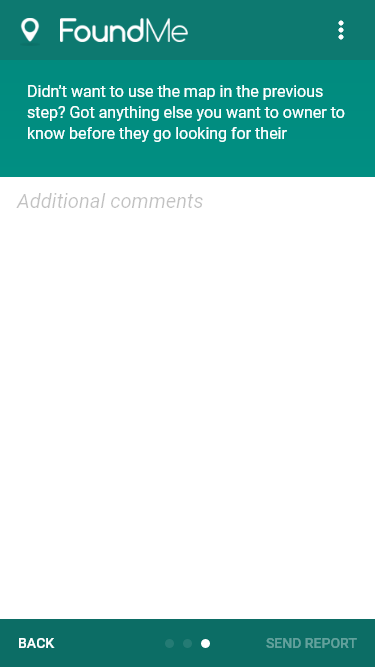 FoundMe
Didn't want to use the map in the previous
step? Got anything else you want to owner to
know before they go looking for their
Additional comments
BACK
SEND REPORT